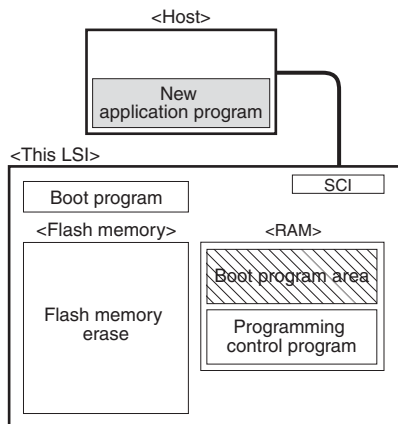 <Host>
New
application program
<This LSI>
SCI
Boot program
<Flash memory>
<RAM>
Boot program area
Flash memory
erase
Programming
control program